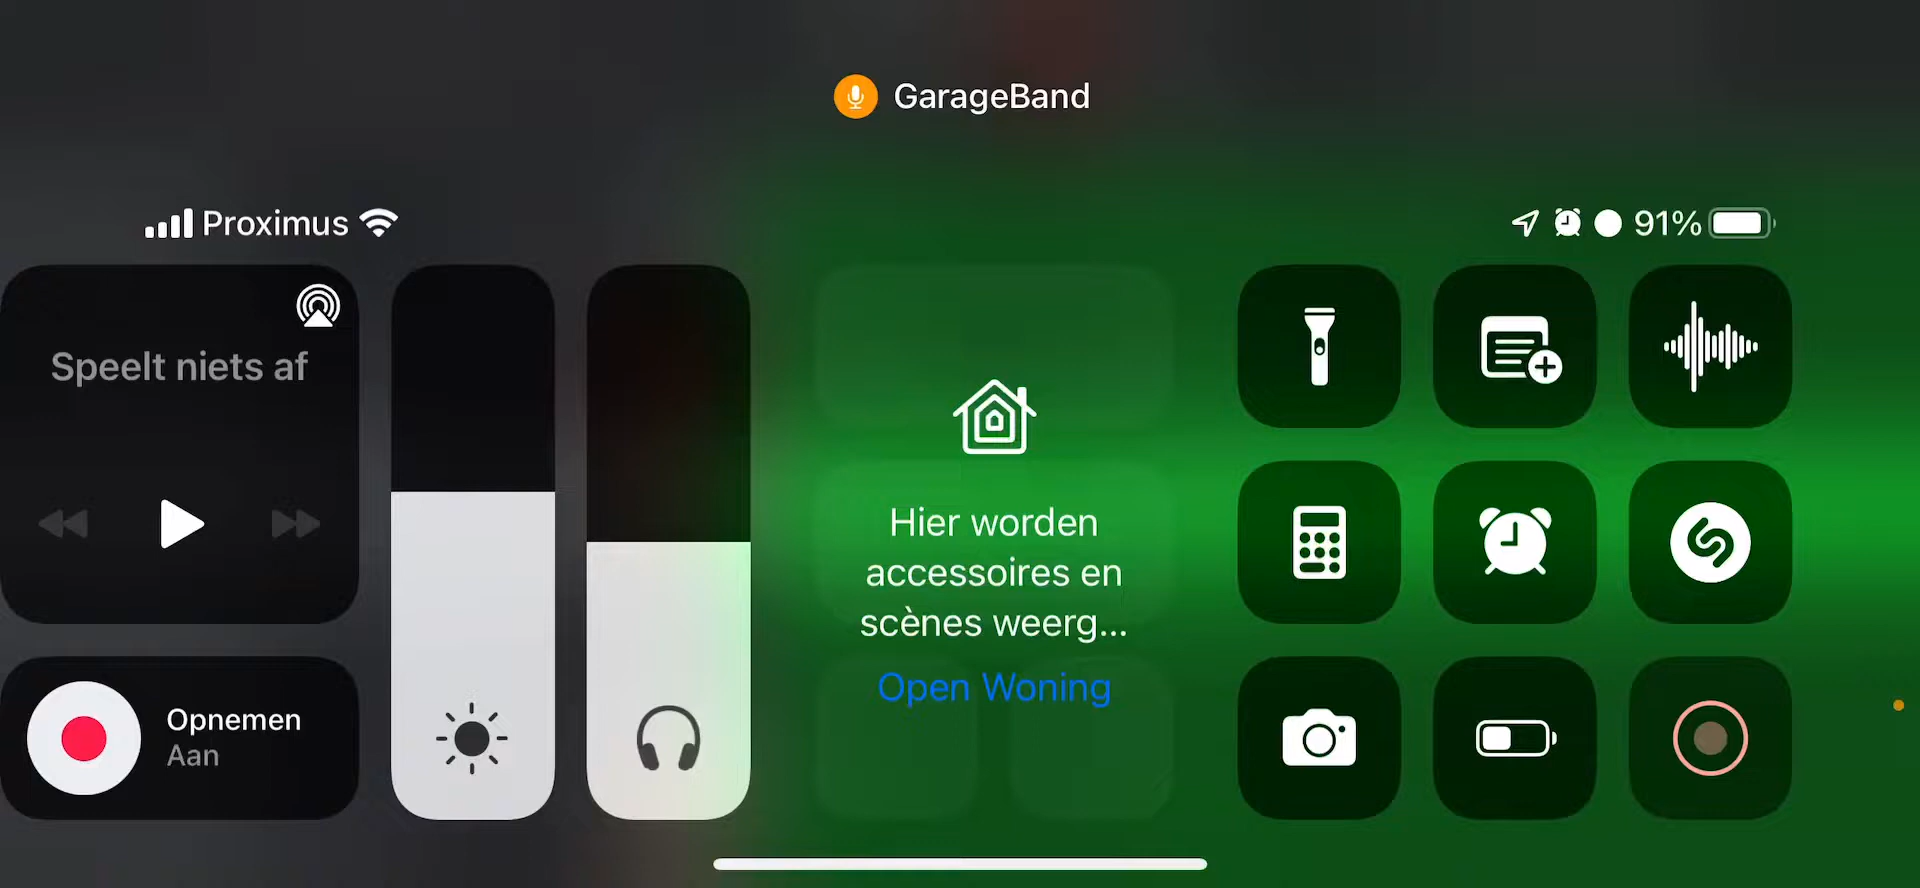 GarageBand
Proximus
91%
Speelt niets af
Opnemen
Aan
Hier worden
accessoires en
scènes weerg...
Open Woning